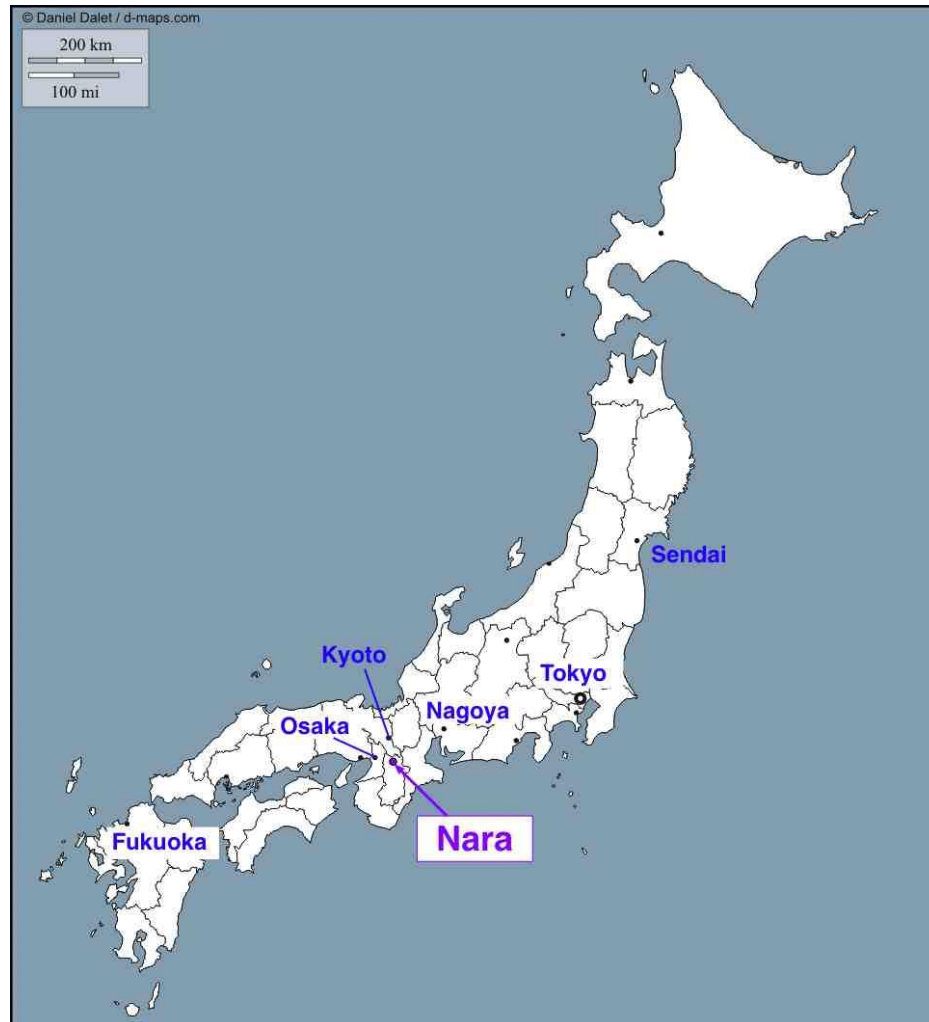 © Daniel Dalet / d-maps.com
200 km
100 mi
Sendai
Kyoto
Tokyo
Osaka
Nagoya
Nara
Fukuoka